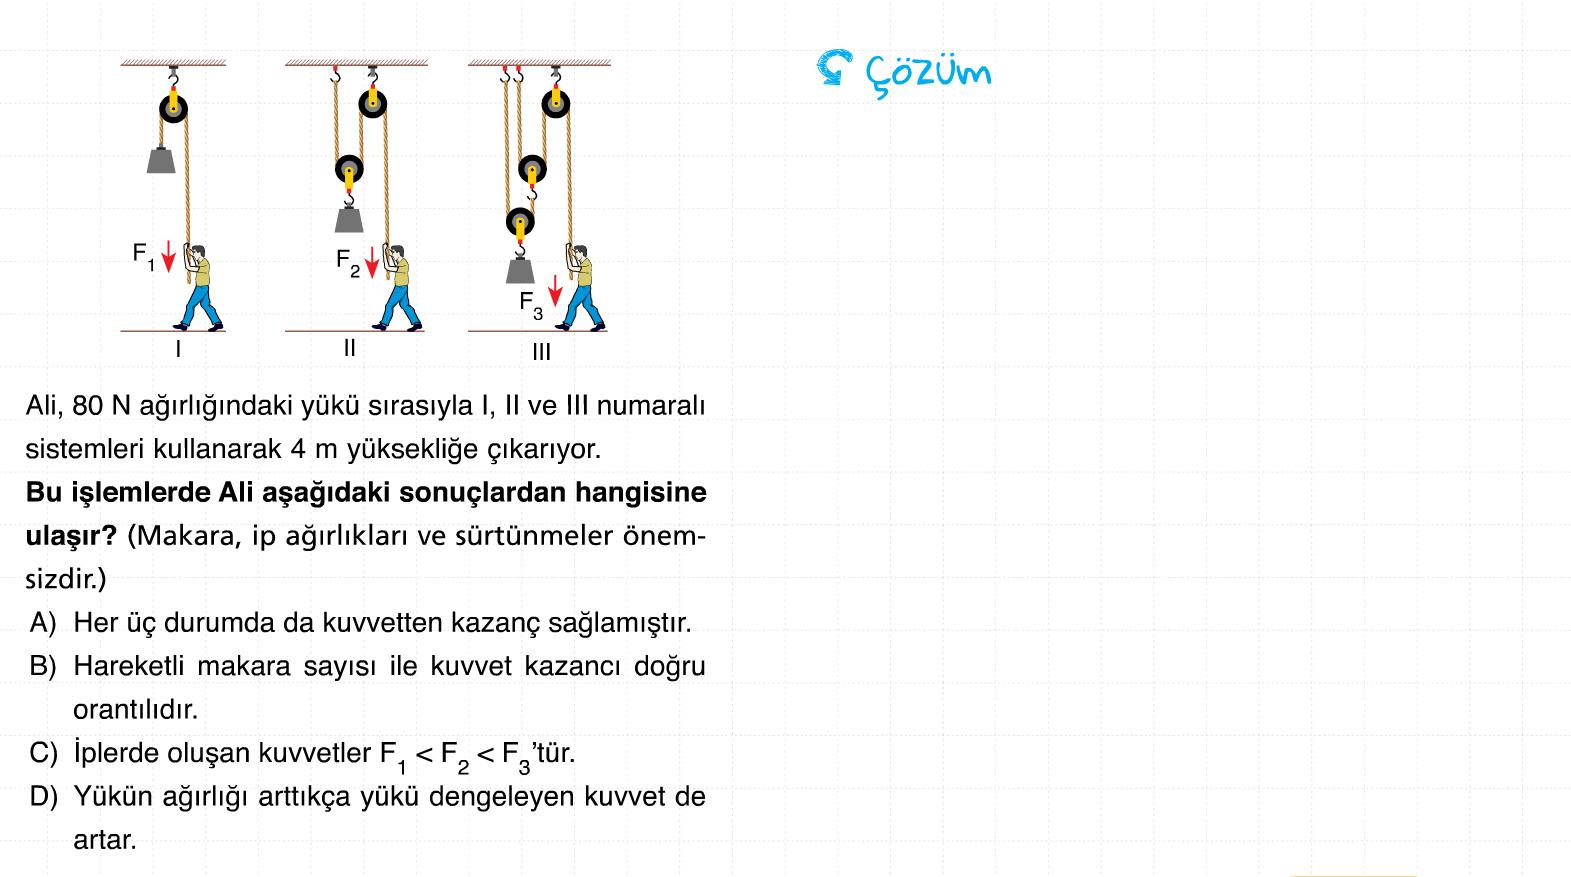 Çözüm
F1
F2
F3
I
II
III
Ali, 80 N ağırlığındaki yükü sırasıyla I, II ve III numaralı
sistemleri kullanarak 4 m yüksekliğe çıkarıyor.
Bu işlemlerde Ali aşağıdaki sonuçlardan hangisine
ulaşır? (Makara, ip ağırlıkları ve sürtünmeler önem-
sizdir.)
A) Her üç durumda da kuvvetten kazanç sağlamıştır.
B) Hareketli makara sayısı ile kuvvet kazancı doğru
orantılıdır.
C) İplerde oluşan kuvvetler F1 < F2 < F3'tür.
D) Yükün ağırlığı arttıkça yükü dengeleyen kuvvet de
artar.